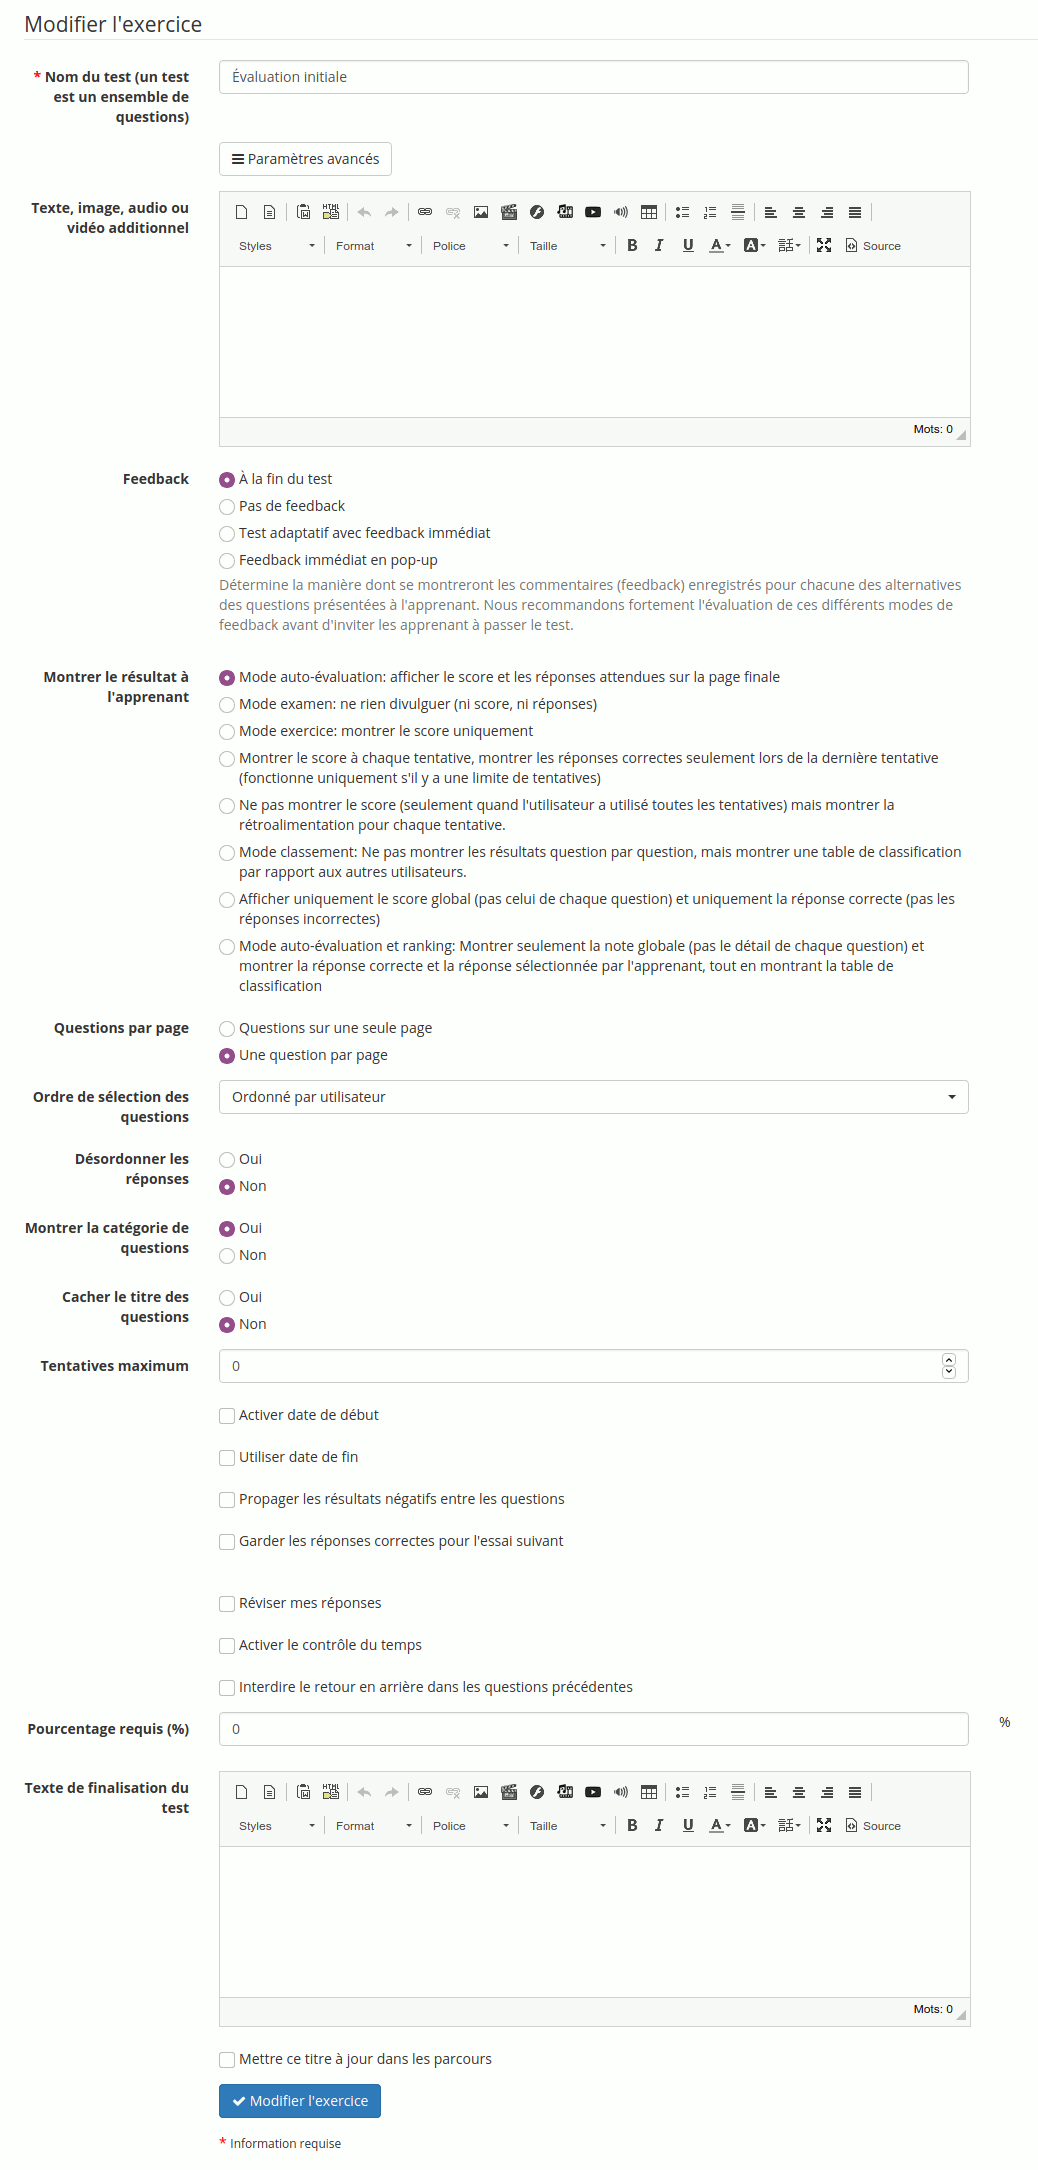 Modifier l'exercice
* Nom du test (un test
est un ensemble de
questions)
Évaluation initiale
Paramètres avancés
Texte, image, audio ou
vidéo additionnel
HTML
Styles Format Police Taille B I U A A Source
Mots: 0
Feedback
À la fin du test
Pas de feedback
Test adaptatif avec feedback immédiat
Feedback immédiat en pop-up
Détermine la manière dont se montreront les commentaires (feedback) enregistrés pour chacune des alternatives
des questions présentées à l'apprenant. Nous recommandons fortement l'évaluation de ces différents modes de
feedback avant d'inviter les apprenant à passer le test.
Montrer le résultat à
l'apprenant
Mode auto-évaluation: afficher le score et les réponses attendues sur la page finale
Mode examen: ne rien divulguer (ni score, ni réponses)
Mode exercice: montrer le score uniquement
Montrer le score à chaque tentative, montrer les réponses correctes seulement lors de la dernière tentative
(fonctionne uniquement s'il y a une limite de tentatives)
Ne pas montrer le score (seulement quand l'utilisateur a utilisé toutes les tentatives) mais montrer la
rétroalimentation pour chaque tentative.
Mode classement: Ne pas montrer les résultats question par question, mais montrer une table de classification
par rapport aux autres utilisateurs.
Afficher uniquement le score global (pas celui de chaque question) et uniquement la réponse correcte (pas les
réponses incorrectes)
Mode auto-évaluation et ranking: Montrer seulement la note globale (pas le détail de chaque question) et
montrer la réponse correcte et la réponse sélectionnée par l'apprenant, tout en montrant la table de
classification
Questions par page
Questions sur une seule page
Une question par page
Ordre de sélection des
questions
Ordonné par utilisateur
Désordonner les
réponses
Oui
Non
Montrer la catégorie de
questions
Oui
Non
Cacher le titre des
questions
Oui
Non
Tentatives maximum
0
Activer date de début
Utiliser date de fin
Propager les résultats négatifs entre les questions
Garder les réponses correctes pour l'essai suivant
Réviser mes réponses
Activer le contrôle du temps
Interdire le retour en arrière dans les questions précédentes
Pourcentage requis (%)
0
%
Texte de finalisation du
test
HTML
Styles Format Police Taille B I U A A Source
Mots: 0
Mettre ce titre à jour dans les parcours
Modifier l'exercice
* Information requise